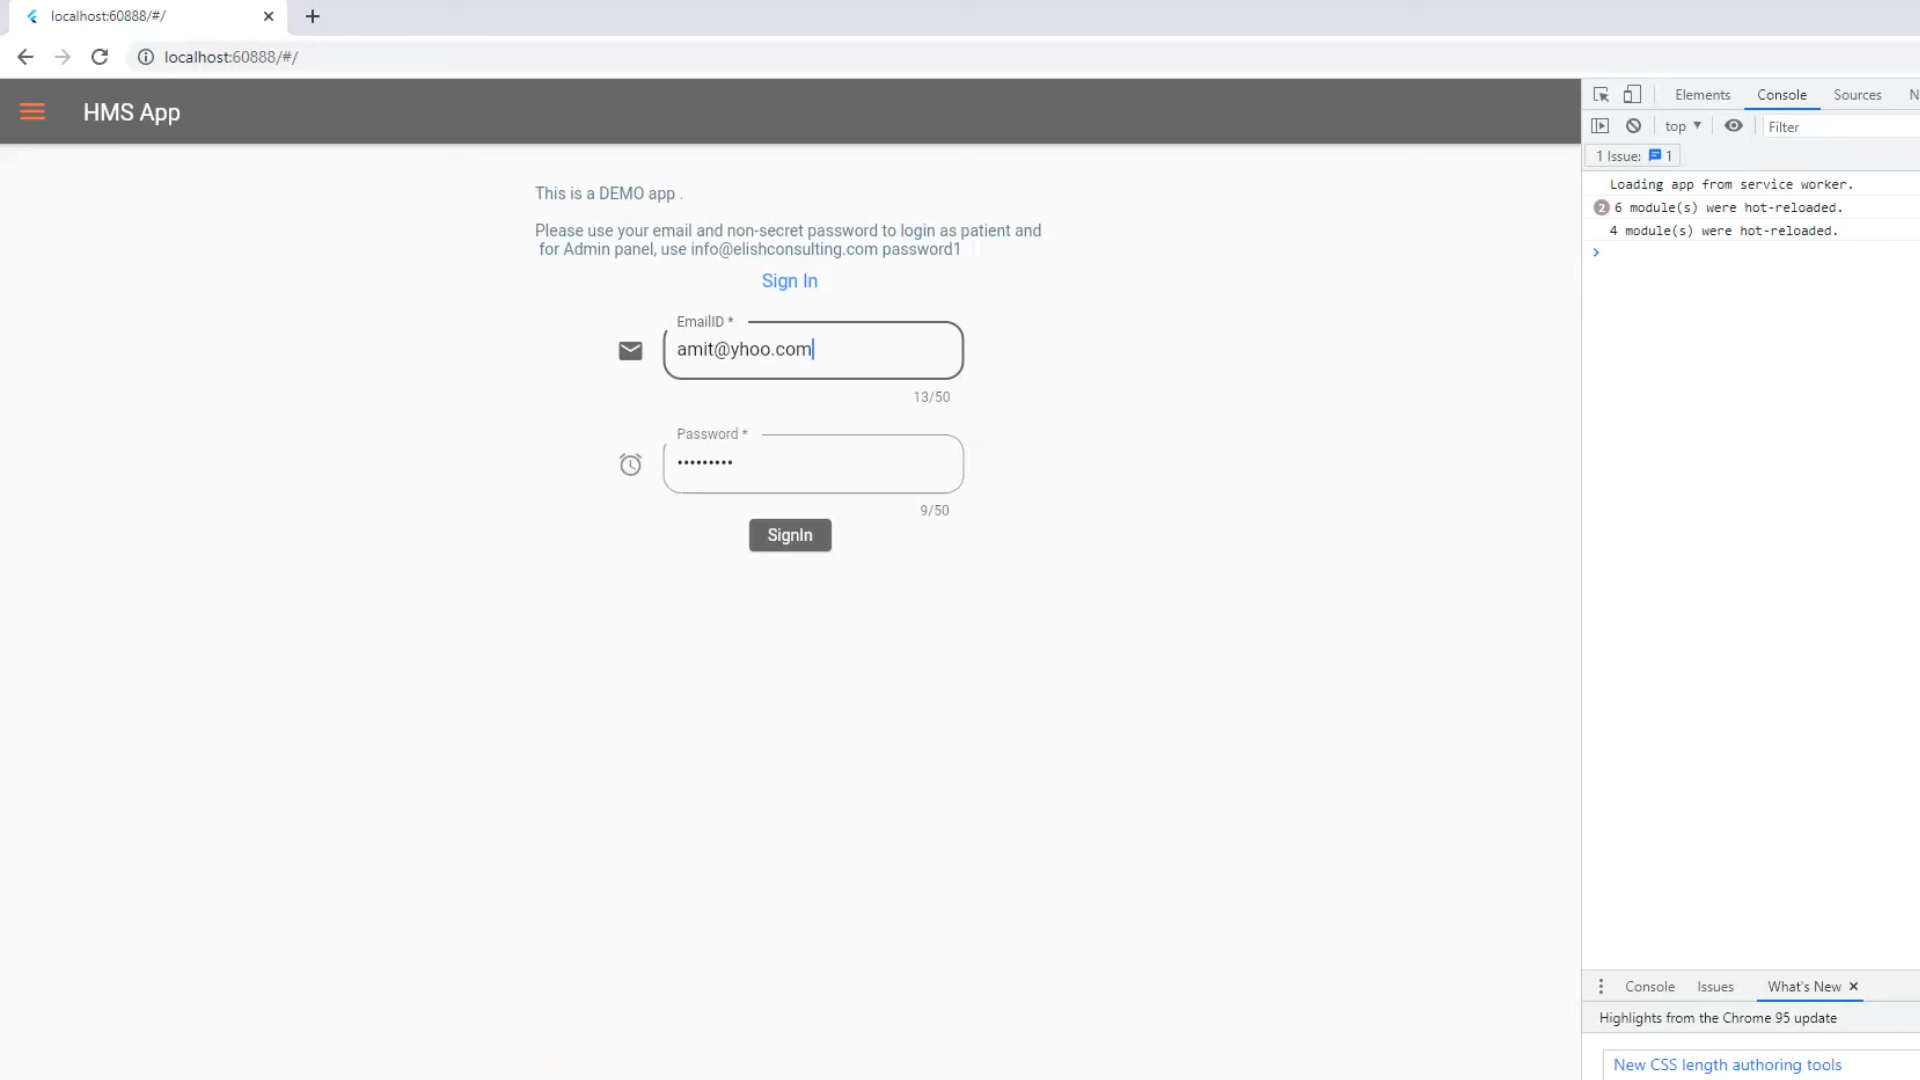 localhost:60888/#/
localhost:60888/#/
HMS App
This is a DEMO app .
Please use your email and non-secret password to login as patient and
for Admin panel, use info@elishconsulting.com password1
Sign In
EmailID *
amit@yhoo.com
13/50
Password *
•••••••••
9/50
SignIn
Elements Console Sources N
top Filter
1 Issue: 1
Loading app from service worker.
2 6 module(s) were hot-reloaded.
4 module(s) were hot-reloaded.
Console Issues What's New
Highlights from the Chrome 95 update
New CSS length authoring tools